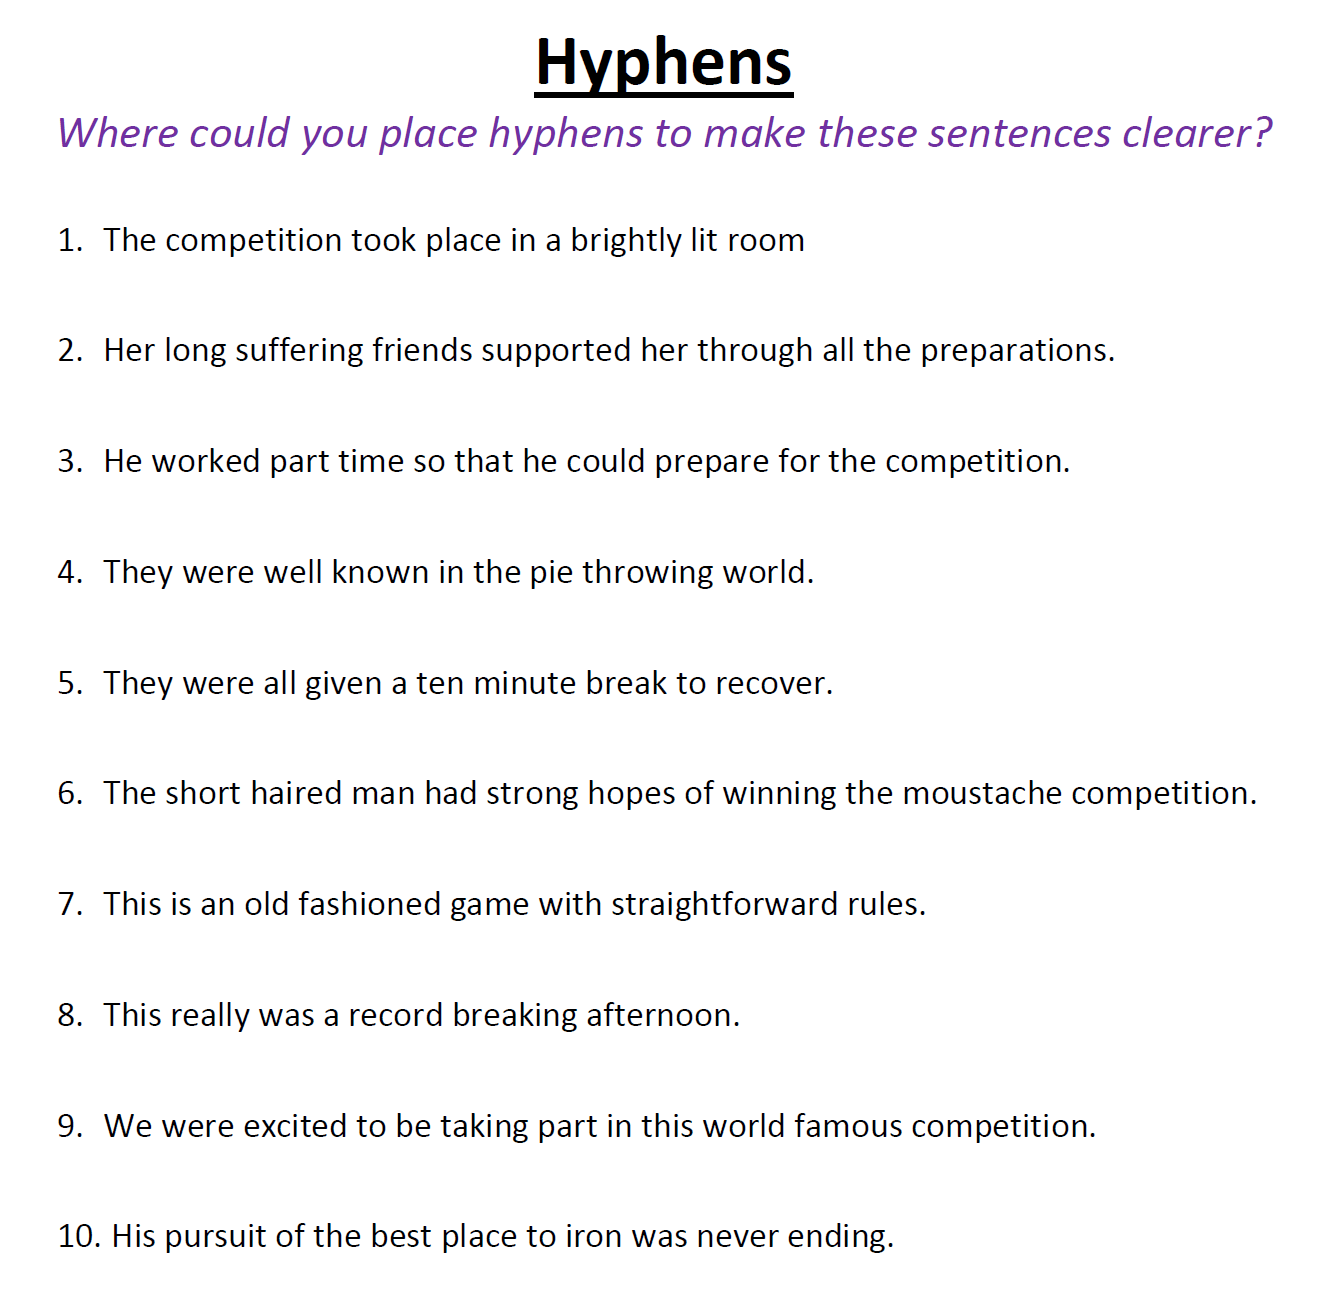 Hyphens
Where could you place hyphens to make these sentences clearer?
1. The competition took place in a brightly lit room
2. Her long suffering friends supported her through all the preparations.
3. He worked part time so that he could prepare for the competition.
4. They were well known in the pie throwing world.
5. They were all given a ten minute break to recover.
6. The short haired man had strong hopes of winning the moustache competition.
7. This is an old fashioned game with straightforward rules.
8. This really was a record breaking afternoon.
9. We were excited to be taking part in this world famous competition.
10. His pursuit of the best place to iron was never ending.